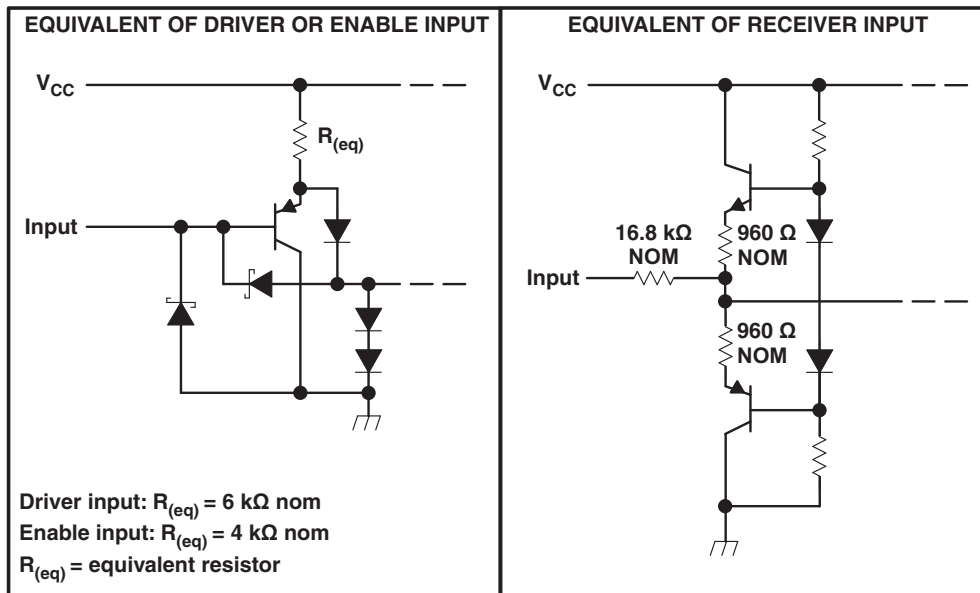 EQUIVALENT OF DRIVER OR ENABLE INPUT
VCC
R(eq)
Input
Driver input: R(eq) = 6 kΩ nom
Enable input: R(eq) = 4 kΩ nom
R(eq) = equivalent resistor
EQUIVALENT OF RECEIVER INPUT
VCC
16.8 kΩ
NOM
960 Ω
NOM
Input
960 Ω
NOM